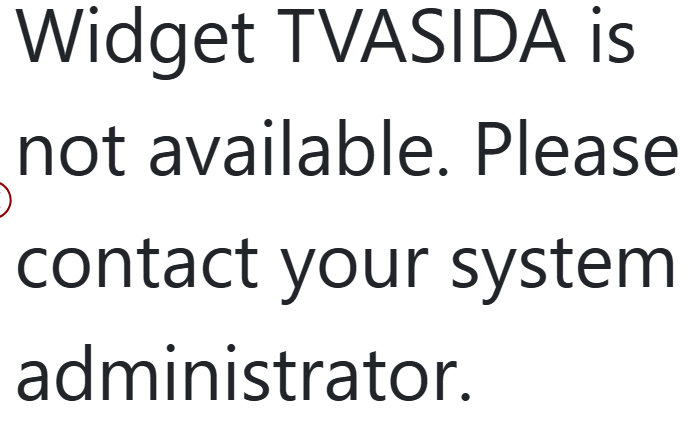 Widget TVASIDA is
not available. Please
contact your system
administrator.